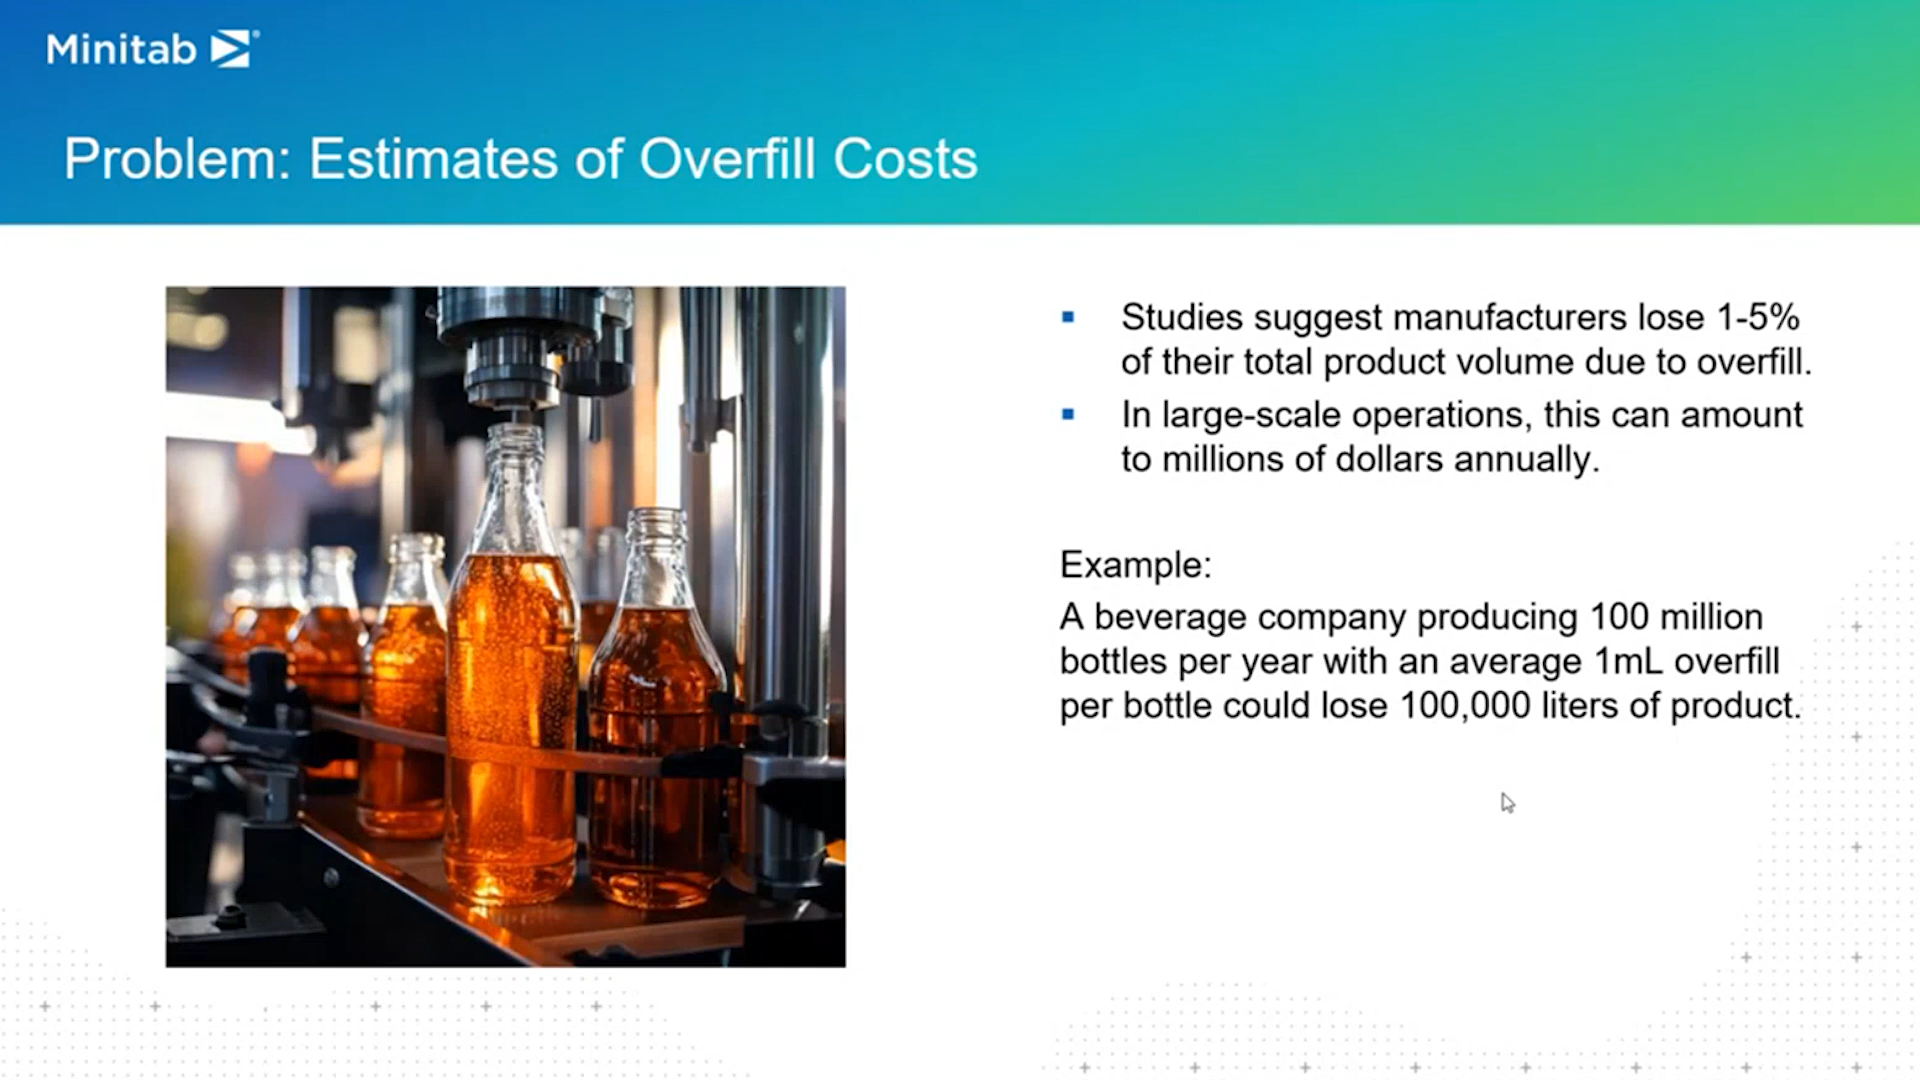 Minitab
Problem: Estimates of Overfill Costs
Studies suggest manufacturers lose 1-5%
of their total product volume due to overfill.
In large-scale operations, this can amount
to millions of dollars annually.
Example:
A beverage company producing 100 million
bottles per year with an average 1mL overfill
per bottle could lose 100,000 liters of product.